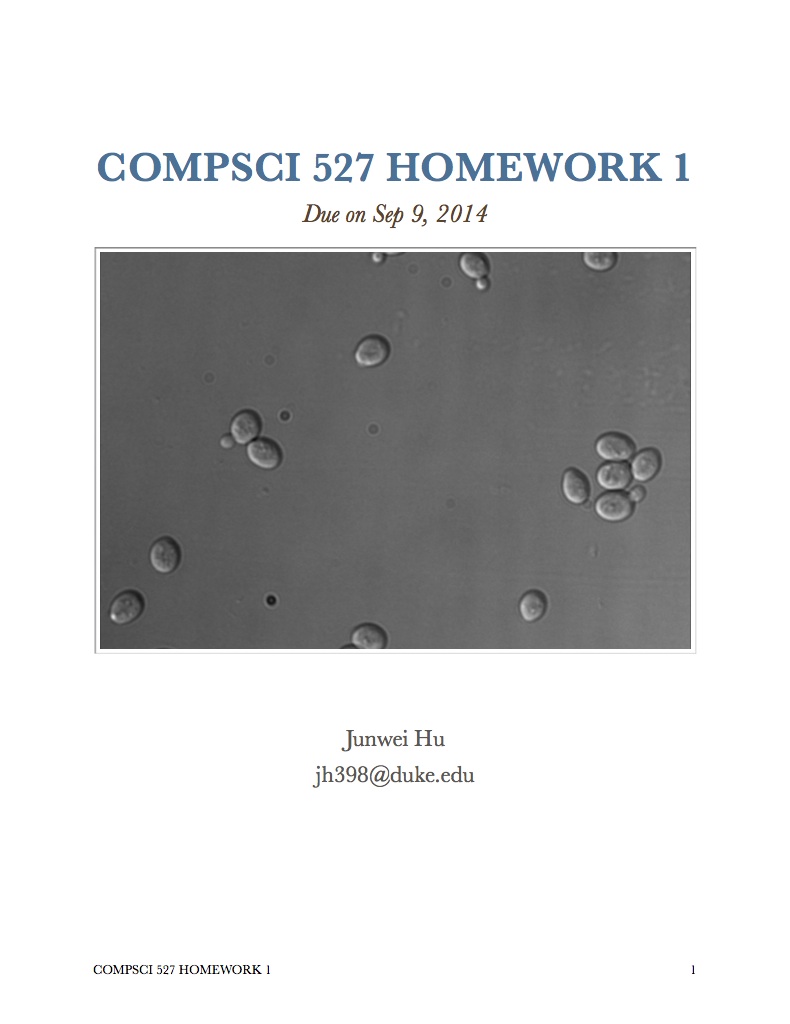 COMPSCI 527 HOMEWORK 1
Due on Sep 9, 2014
Junwei Hu
jh398@duke.edu
COMPSCI 527 HOMEWORK 1 1